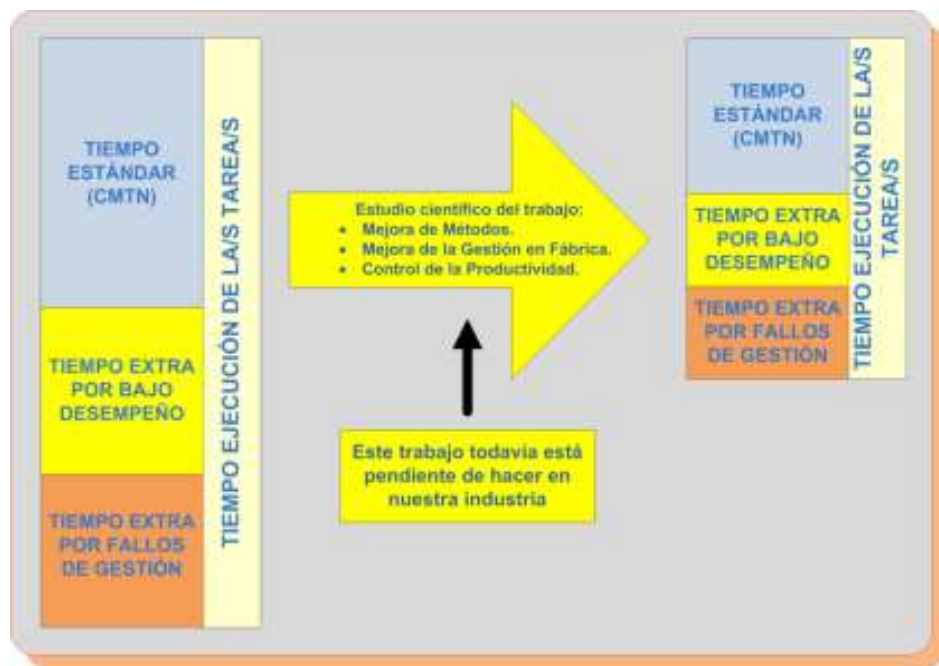 TIEMPO
ESTÁNDAR
(CMTN)
TIEMPO EXTRA
POR BAJO
DESEMPEÑO
TIEMPO EXTRA
POR FALLOS
DE GESTIÓN
TIEMPO EJECUCIÓN DE LA/S TAREA/S
Estudio científico del trabajo:
• Mejora de Métodos.
• Mejora de la Gestión en Fábrica.
• Control de la Productividad.
Este trabajo todavía está
pendiente de hacer en
nuestra industria
TIEMPO
ESTÁNDAR
(CMTN)
TIEMPO EXTRA
POR BAJO
DESEMPEÑO
TIEMPO EXTRA
POR FALLOS
DE GESTIÓN
TIEMPO EJECUCIÓN DE LA/S
TAREA/S